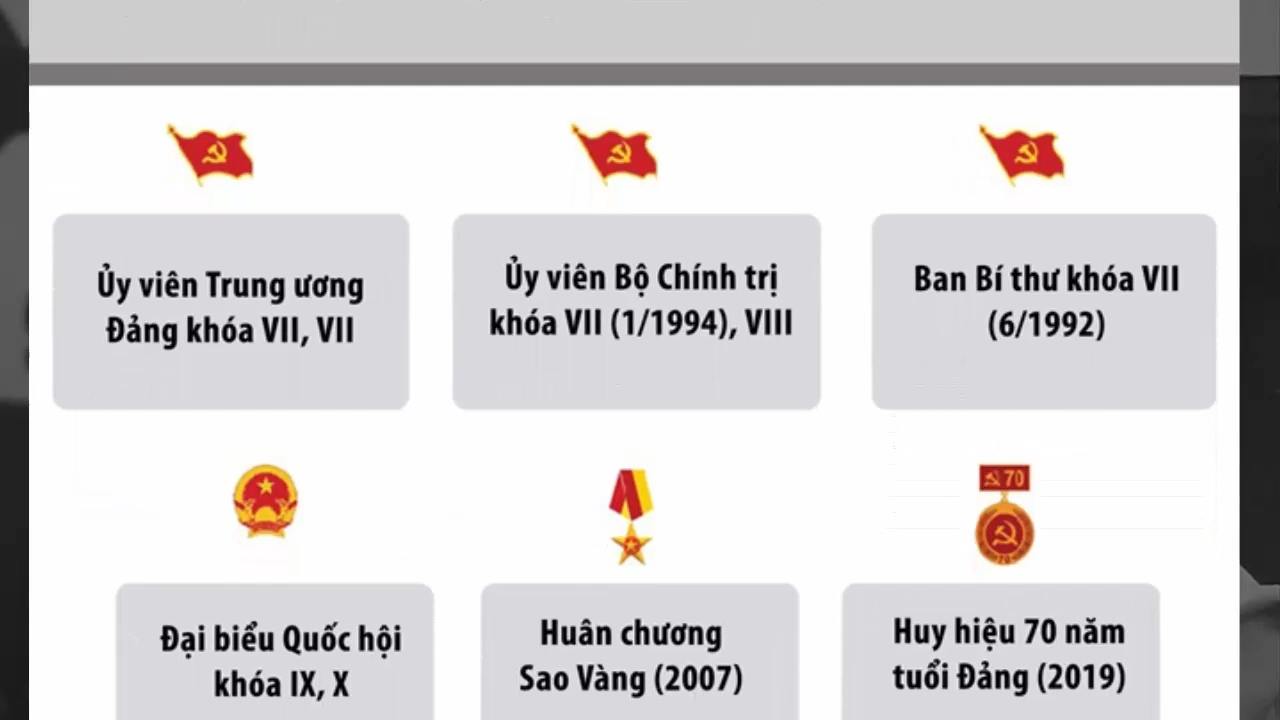 Ủy viên Trung ương
Đảng khóa VII, VII
Ủy viên Bộ Chính trị
khóa VII (1/1994), VIII
Ban Bí thư khóa VII
(6/1992)
70
Đại biểu Quốc hội
khóa IX, X
Huân chương
Sao Vàng (2007)
Huy hiệu 70 năm
tuổi Đảng (2019)